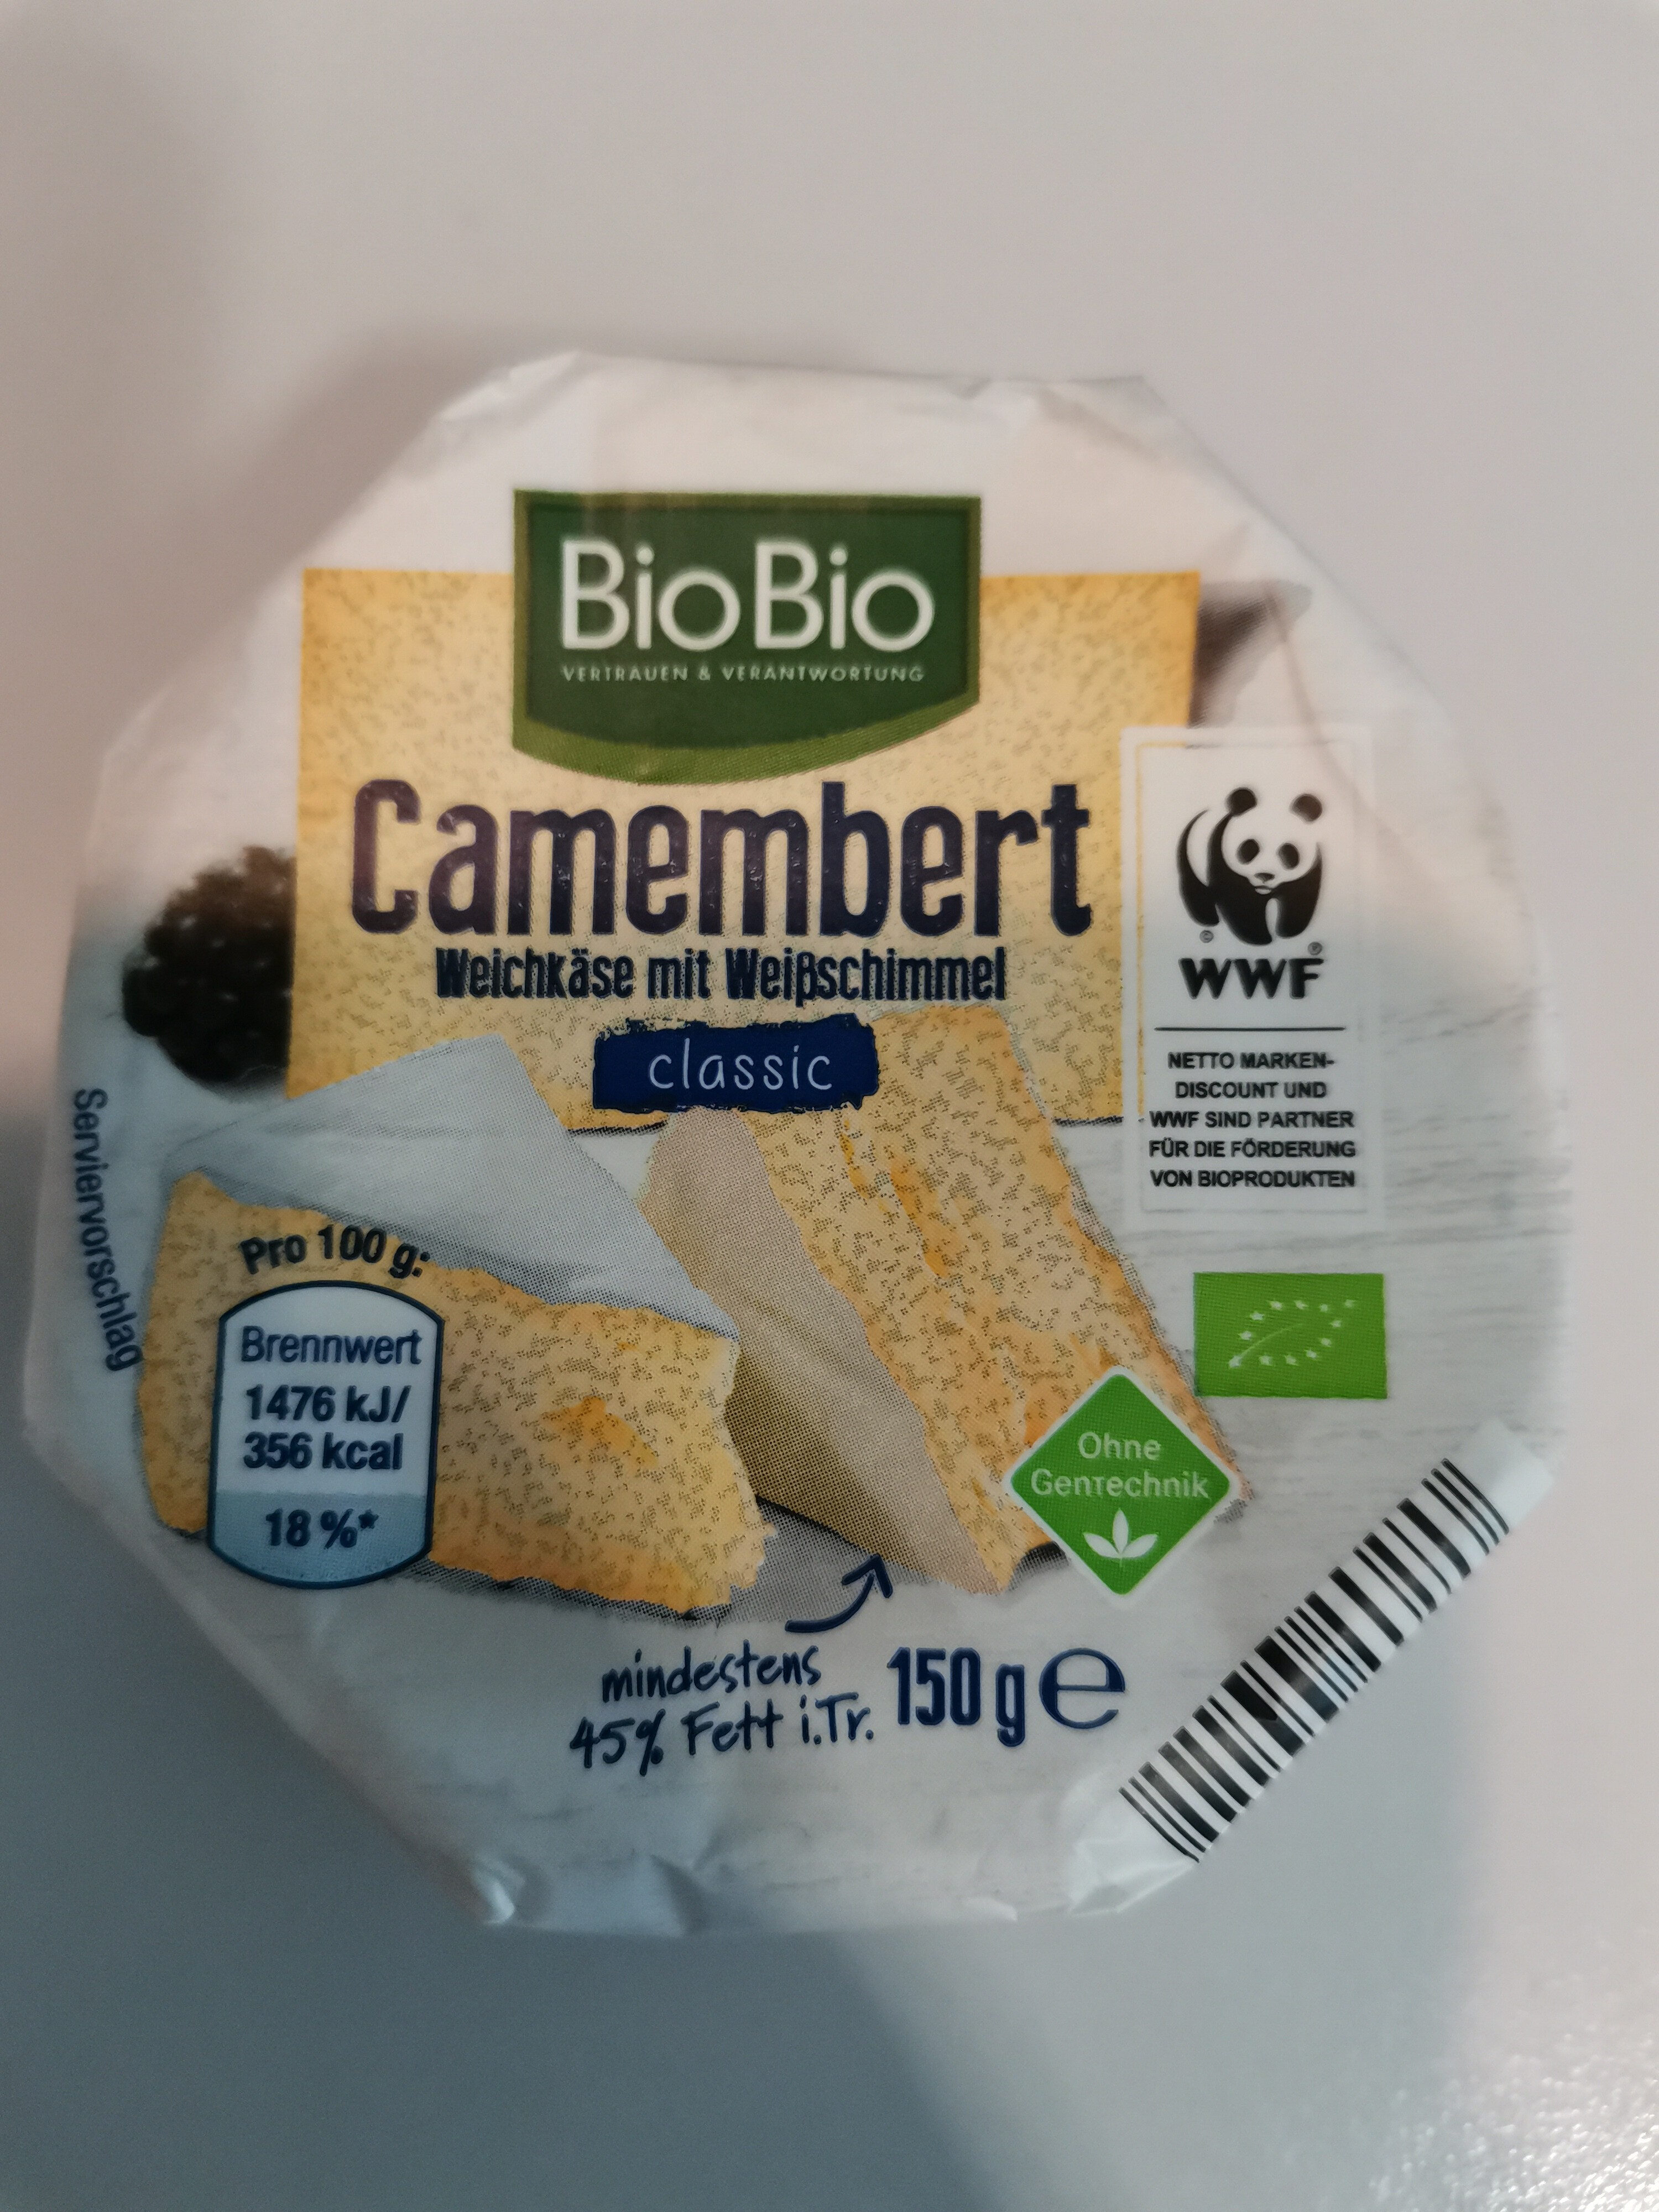 BioBio
VERTRAUEN & VERANTWORTUNG
Camembert
Weichkäse mit Weißschimmel
classic
© ®
WWF
NETTO MARKEN-
DISCOUNT UND
WWF SIND PARTNER
FÜR DIE FÖRDERUNG
VON BIOPRODUKTEN
Serviervorschlag
Pro 100 g:
Brennwert
1476 kJ/
356 kcal
18 %*
Ohne
Gentechnik
mindestens
45% Fett i.Tr.
150 g e